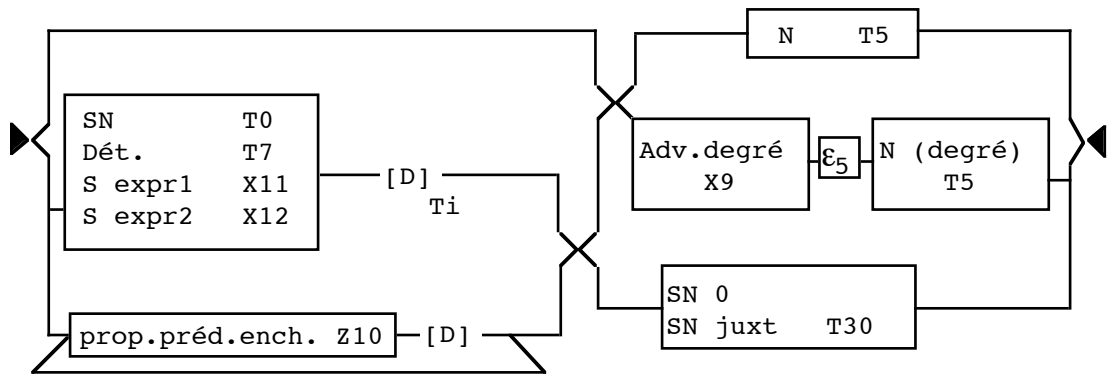 N T5
SN T0
Dét. T7
S expr1 X11
S expr2 X12
[D]
Ti
Adv.degré
X9
ε5
N (degré)
T5
SN 0
SN juxt T30
prop.préd.ench. Z10
[D]